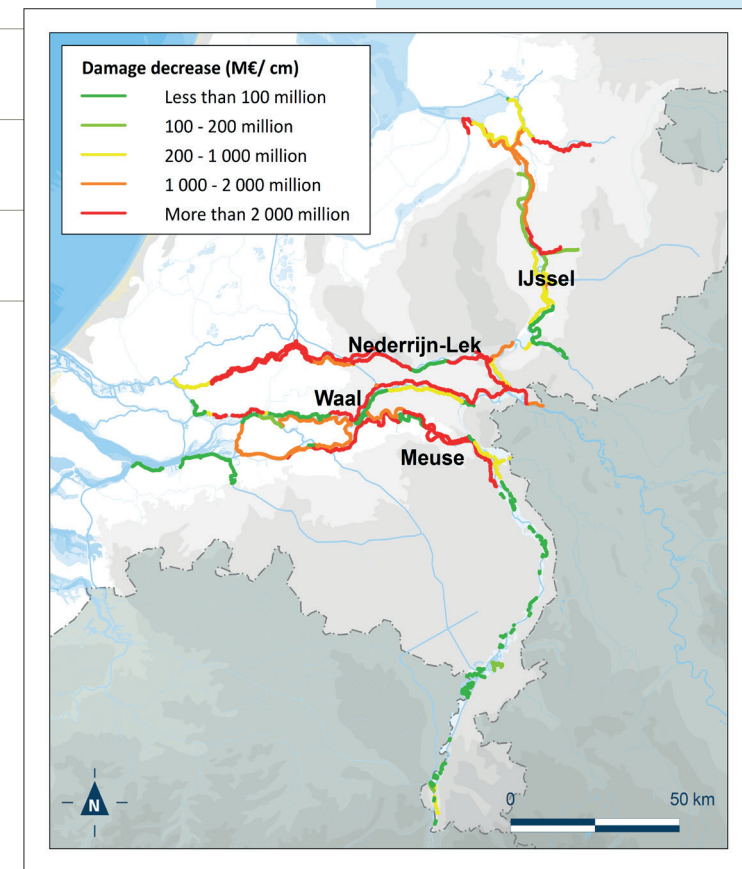 Damage decrease (M€/ cm)
Less than 100 million
100 - 200 million
200 - 1 000 million
1 000 - 2 000 million
More than 2 000 million
IJssel
Nederrijn-Lek
Waal
Meuse
N
0 50 km